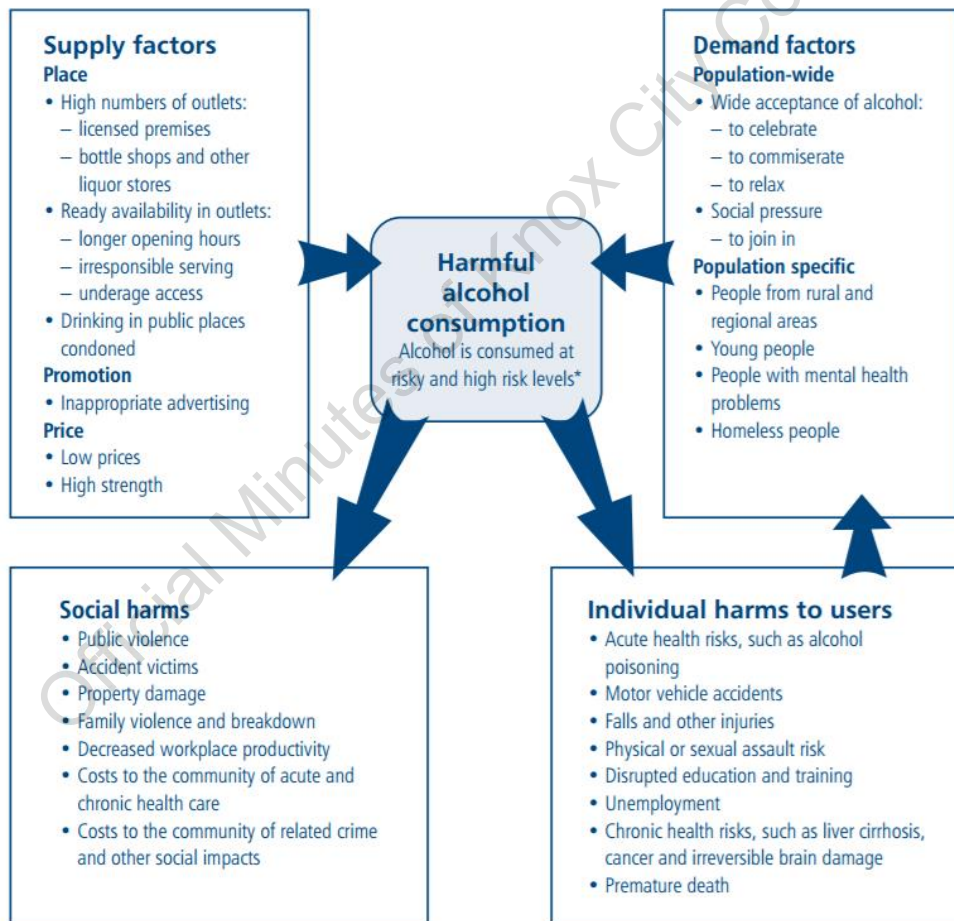 Supply factors
Place
• High numbers of outlets:
– licensed premises
– bottle shops and other
liquor stores
• Ready availability in outlets:
– longer opening hours
– irresponsible serving
– underage access
• Drinking in public places
condoned
Promotion
• Inappropriate advertising
Price
• Low prices
• High strength
Harmful
alcohol
consumption
Alcohol is consumed at
risky and high risk levels*
Demand factors
Population-wide
• Wide acceptance of alcohol:
– to celebrate
– to commiserate
– to relax
• Social pressure
– to join in
Population specific
• People from rural and
regional areas
• Young people
• People with mental health
problems
• Homeless people
Social harms
• Public violence
• Accident victims
• Property damage
• Family violence and breakdown
• Decreased workplace productivity
• Costs to the community of acute and
chronic health care
• Costs to the community of related crime
and other social impacts
Individual harms to users
• Acute health risks, such as alcohol
poisoning
• Motor vehicle accidents
• Falls and other injuries
• Physical or sexual assault risk
• Disrupted education and training
• Unemployment
• Chronic health risks, such as liver cirrhosis,
cancer and irreversible brain damage
• Premature death
Official Minutes of Knox City